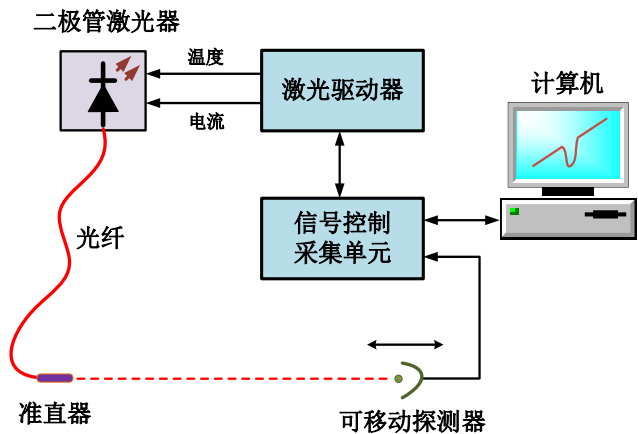 二极管激光器
温度
电流
激光驱动器
计算机
信号控制
采集单元
光纤
准直器
可移动探测器